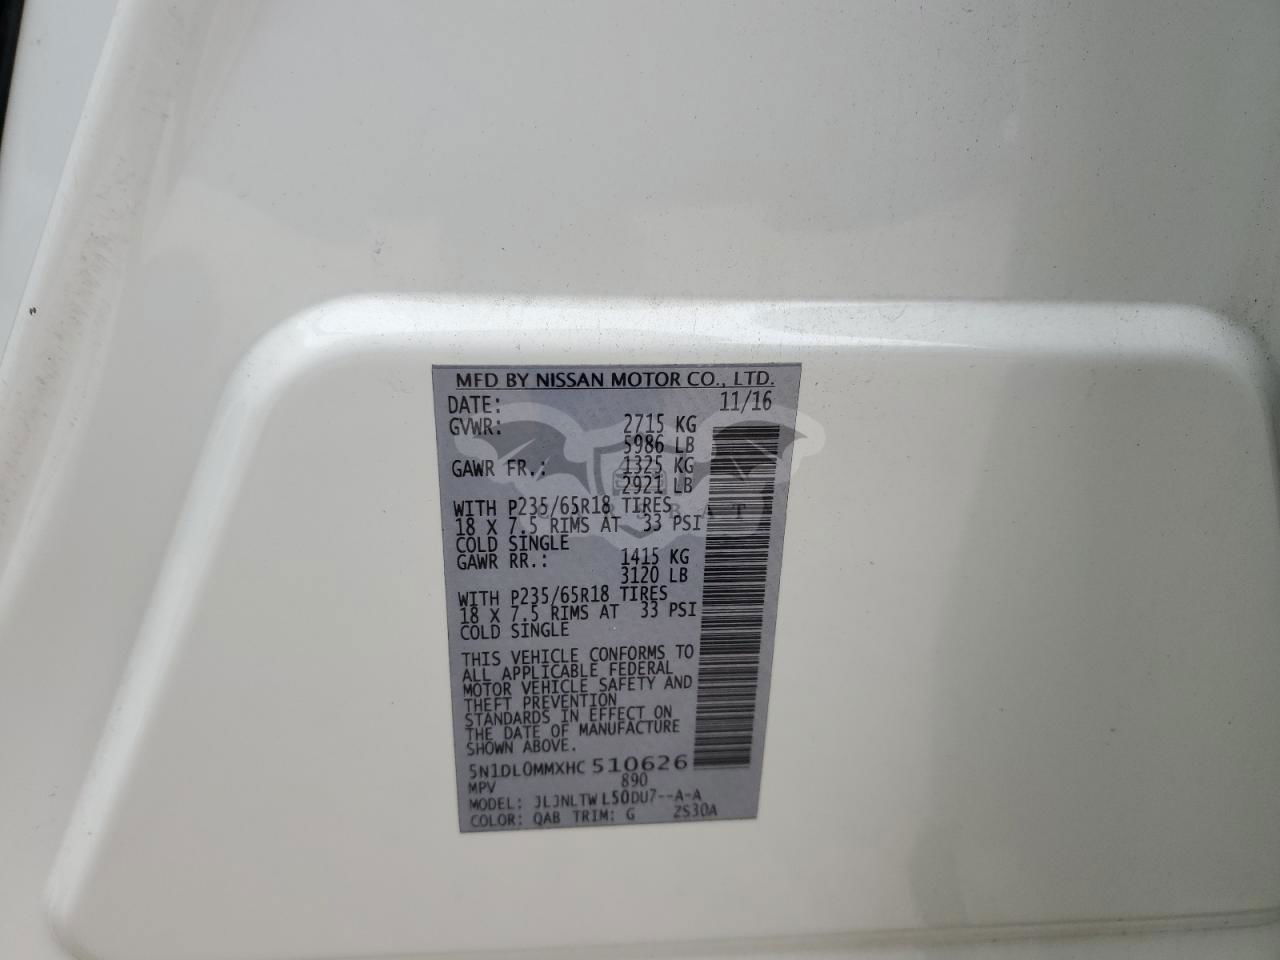 MFD BY NISSAN MOTOR CO., LTD.
DATE: 11/16
GVWR: 2715 KG
5986 LB
GAWR FR.: 1325 KG
2921 LB
WITH P235/65R18 TIRES
18 X 7.5 RIMS AT 33 PSI
COLD SINGLE
GAWR RR.: 1415 KG
3120 LB
WITH P235/65R18 TIRES
18 X 7.5 RIMS AT 33 PSI
COLD SINGLE
THIS VEHICLE CONFORMS TO
ALL APPLICABLE FEDERAL
MOTOR VEHICLE SAFETY AND
THEFT PREVENTION
STANDARDS IN EFFECT ON
THE DATE OF MANUFACTURE
SHOWN ABOVE.
5N1DL0MMXHC 510626
MPV 890
MODEL: JLJNLTW L50DU7--A-A
COLOR: QAB TRIM: G ZS30A